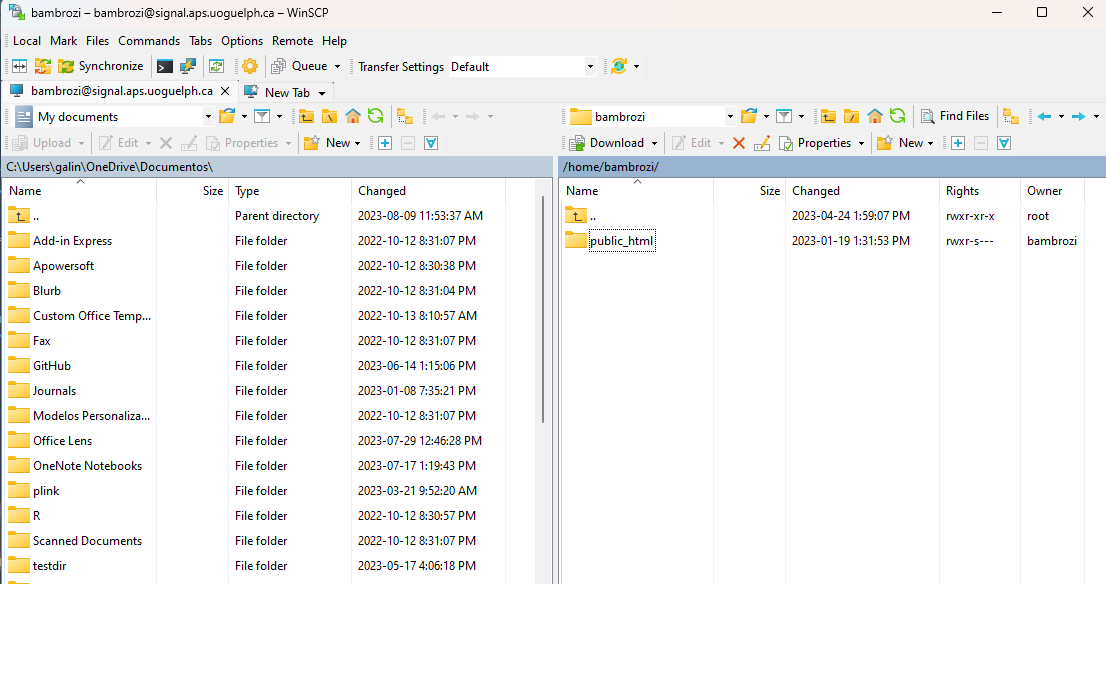 bambrozi – bambrozi@signal.aps.uoguelph.ca – WinSCP
Local Mark Files Commands Tabs Options Remote Help
Synchronize Queue Transfer Settings Default
bambrozi@signal.aps.uoguelph.ca New Tab
My documents
Upload Edit Properties New
C:\Users\galin\OneDrive\Documentos\
Name Size Type Changed
.. Parent directory 2023-08-09 11:53:37 AM
Add-in Express File folder 2022-10-12 8:31:07 PM
Apowersoft File folder 2022-10-12 8:30:38 PM
Blurb File folder 2022-10-12 8:31:04 PM
Custom Office Temp... File folder 2022-10-13 8:10:57 AM
Fax File folder 2022-10-12 8:31:07 PM
GitHub File folder 2023-06-14 1:15:06 PM
Journals File folder 2023-01-08 7:35:21 PM
Modelos Personaliza... File folder 2022-10-12 8:31:07 PM
Office Lens File folder 2023-07-29 12:46:28 PM
OneNote Notebooks File folder 2023-07-17 1:19:43 PM
plink File folder 2023-03-21 9:52:20 AM
R File folder 2022-10-12 8:30:57 PM
Scanned Documents File folder 2022-10-12 8:31:07 PM
testdir File folder 2023-05-17 4:06:18 PM
bambrozi Find Files
Download Edit Properties New
/home/bambrozi/
Name Size Changed Rights Owner
.. 2023-04-24 1:59:07 PM rwxr-xr-x root
public_html 2023-01-19 1:31:53 PM rwxr-s--- bambrozi